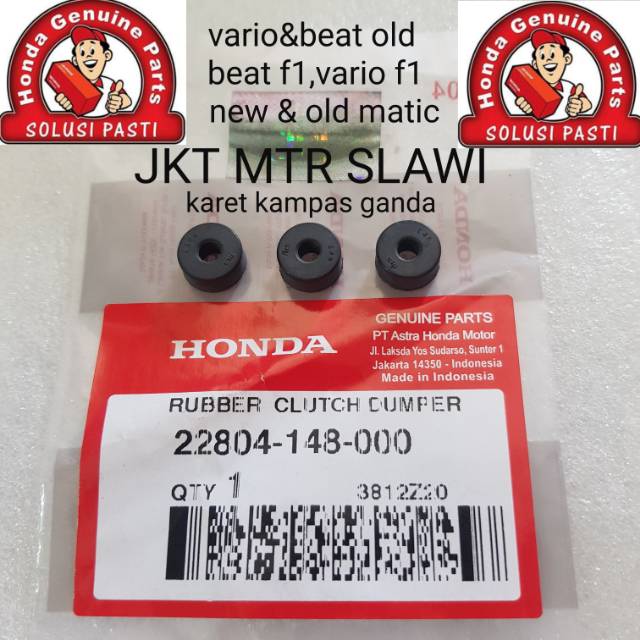 Honda Genuine Parts
SOLUSI PASTI
Honda Genuine Parts
SOLUSI PASTI
vario&beat old
beat f1,vario f1
new & old matic
JKT MTR SLAWI
karet kampas ganda
HONDA
GENUINE PARTS
PT Astra Honda Motor
Jl. Laksda Yos Sudarso, Sunter 1
Jakarta 14350 - Indonesia
Made in Indonesia
RUBBER CLUTCH DUMPER
22804-148-000
QTY 1
3812Z20